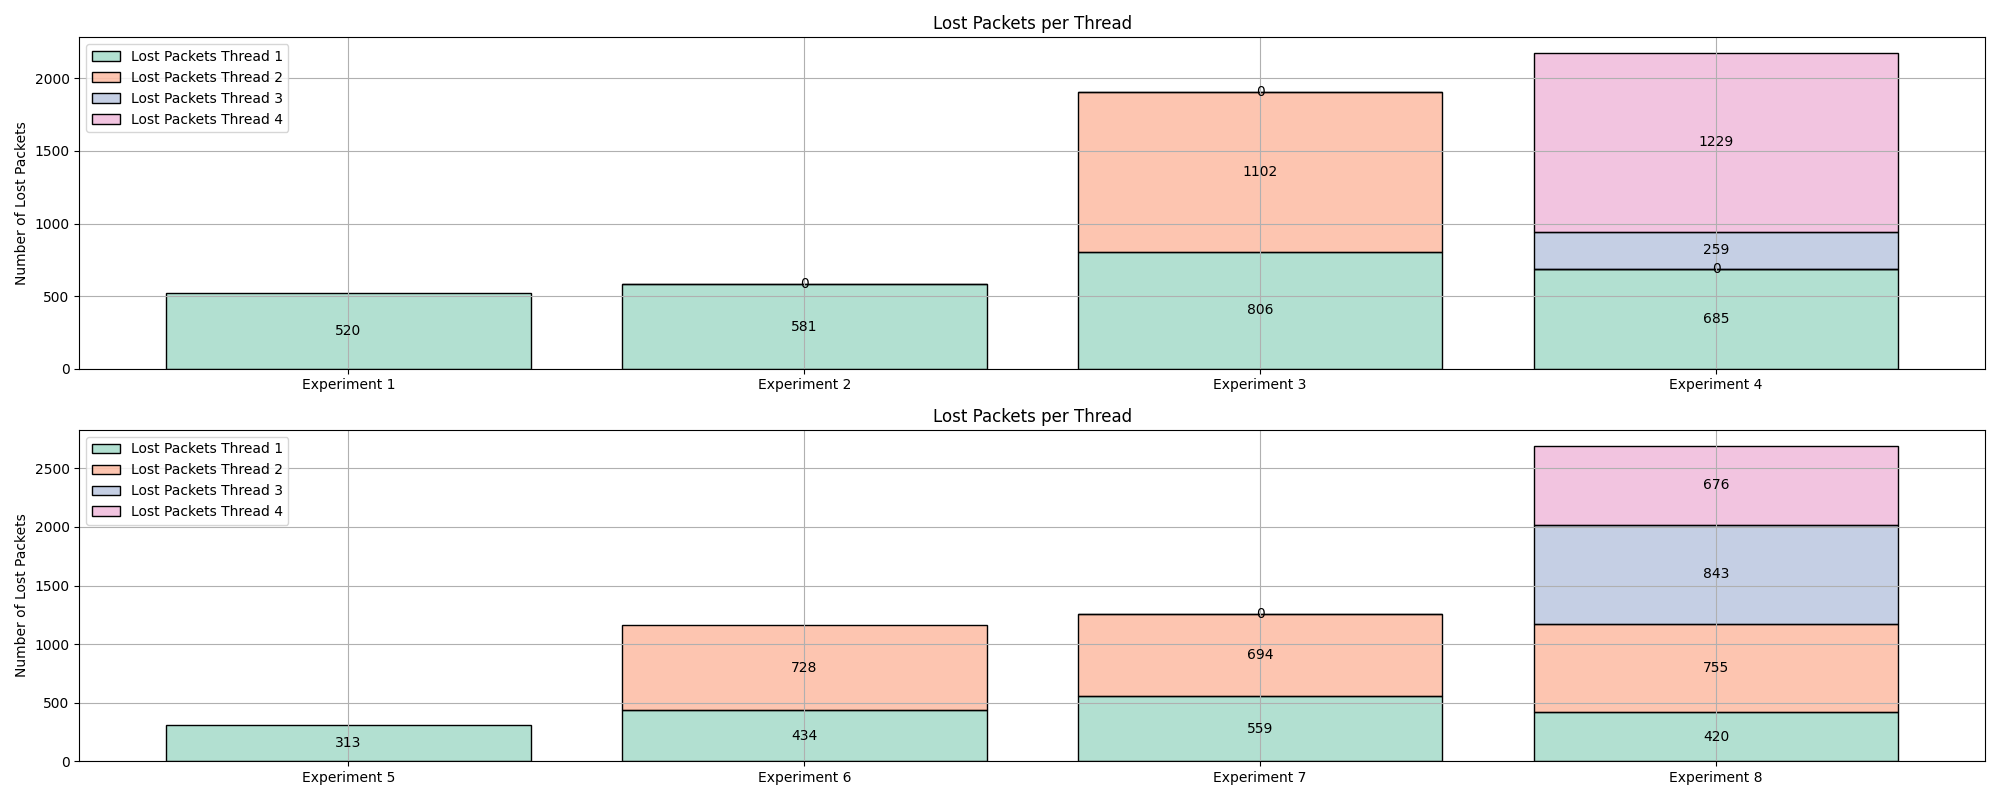 Lost Packets per Thread
Number of Lost Packets
2000
1500
1000
500
0
Lost Packets Thread 1
Lost Packets Thread 2
Lost Packets Thread 3
Lost Packets Thread 4
520
0
581
0
1102
806
1229
259
0
685
Experiment 1 Experiment 2 Experiment 3 Experiment 4
Lost Packets per Thread
Number of Lost Packets
2500
2000
1500
1000
500
0
Lost Packets Thread 1
Lost Packets Thread 2
Lost Packets Thread 3
Lost Packets Thread 4
313
728
434
0
694
559
676
843
755
420
Experiment 5 Experiment 6 Experiment 7 Experiment 8